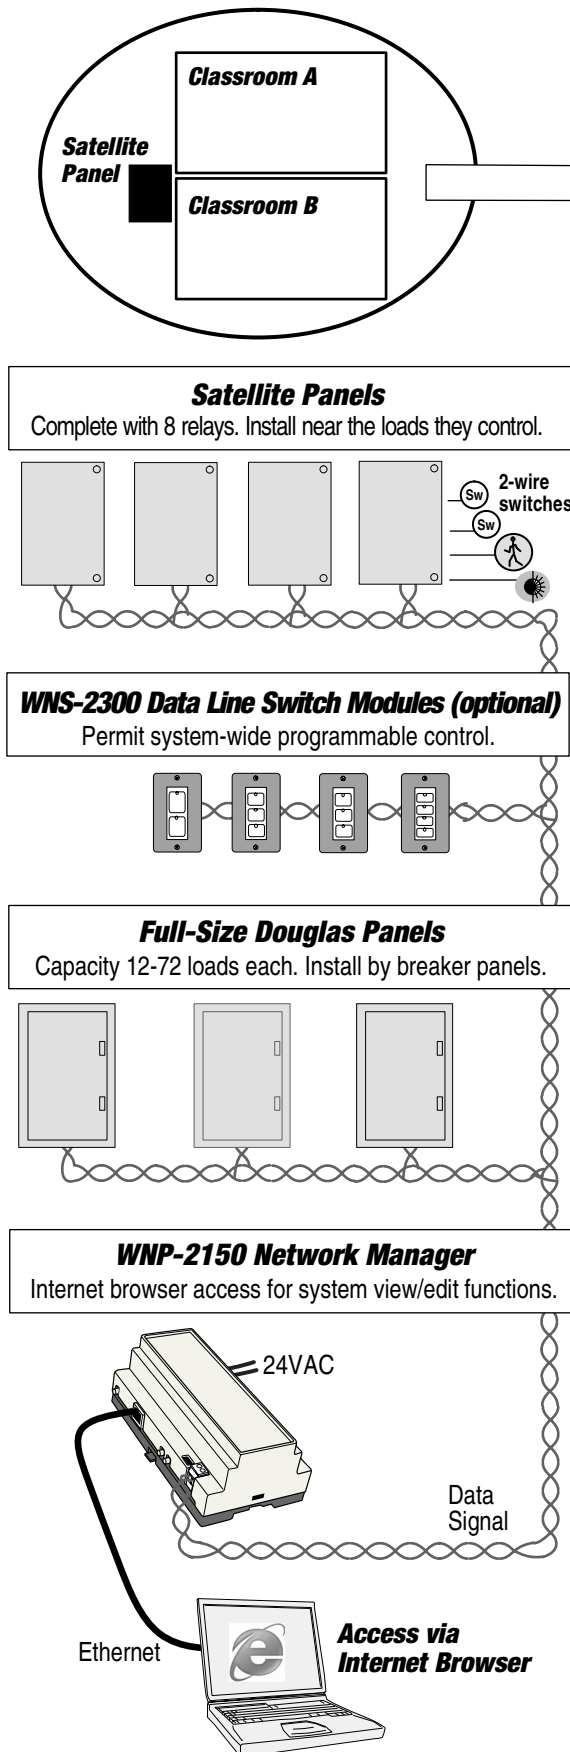 Classroom A
Satellite
Panel
Classroom B
Satellite Panels
Complete with 8 relays. Install near the loads they control.
Sw
2-wire
switches
Sw
WNS-2300 Data Line Switch Modules (optional)
Permit system-wide programmable control.
Full-Size Douglas Panels
Capacity 12-72 loads each. Install by breaker panels.
WNP-2150 Network Manager
Internet browser access for system view/edit functions.
24VAC
Data
Signal
Ethernet
Access via
Internet Browser